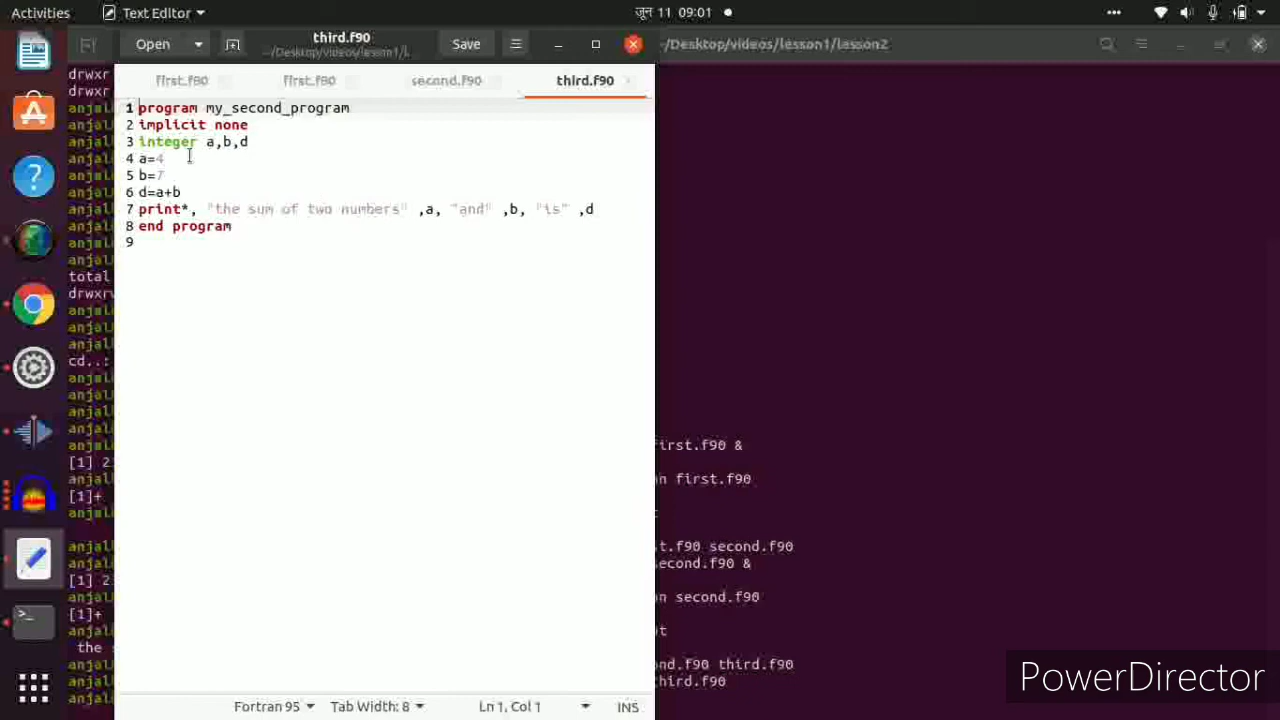 Activities
Text Editor
जून 11 09:01
Open
third.f90
~/Desktop/videos/lesson1/l…
Save
/Desktop/videos/lesson1/lesson2
first.f90
first.f90
second.f90
third.f90
1 program my_second_program
2 implicit none
3 integer a,b,d
4 a=4
5 b=7
6 d=a+b
7 print*, "the sum of two numbers" ,a, "and" ,b, "is" ,d
8 end program
9
drwxr
drwxr
total
drwxr
cd..:
irst.f90 &
[1] 2
n first.f90
[1]+
st.f90 second.f90
econd.f90 &
[1] 2
n second.f90
[1]+
t
the
nd.f90 third.f90
hird.f90
PowerDirector
Fortran 95
Tab Width: 8
Ln 1, Col 1
INS